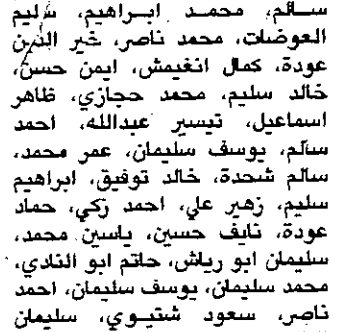 سالم، محمد ابراهيم، سليم
العوضات، محمد ناصر، خير الدين
عودة، كمال انغيمش، ايمن حسن،
خالد سليم، محمد حجازي، ظاهر
اسماعيل، تيسير عبدالله، احمد
سالم، يوسف سليمان، عمر محمد،
سالم شحدة، خالد توفيق، ابراهيم
سليم، زهير علي، احمد زكي، حماد
عودة، نايف حسين، ياسين محمد،
سليمان ابو رياش، حاتم ابو النادي،
محمد سليمان، يوسف سليمان، احمد
ناصر، سعود شتيوي، سليمان